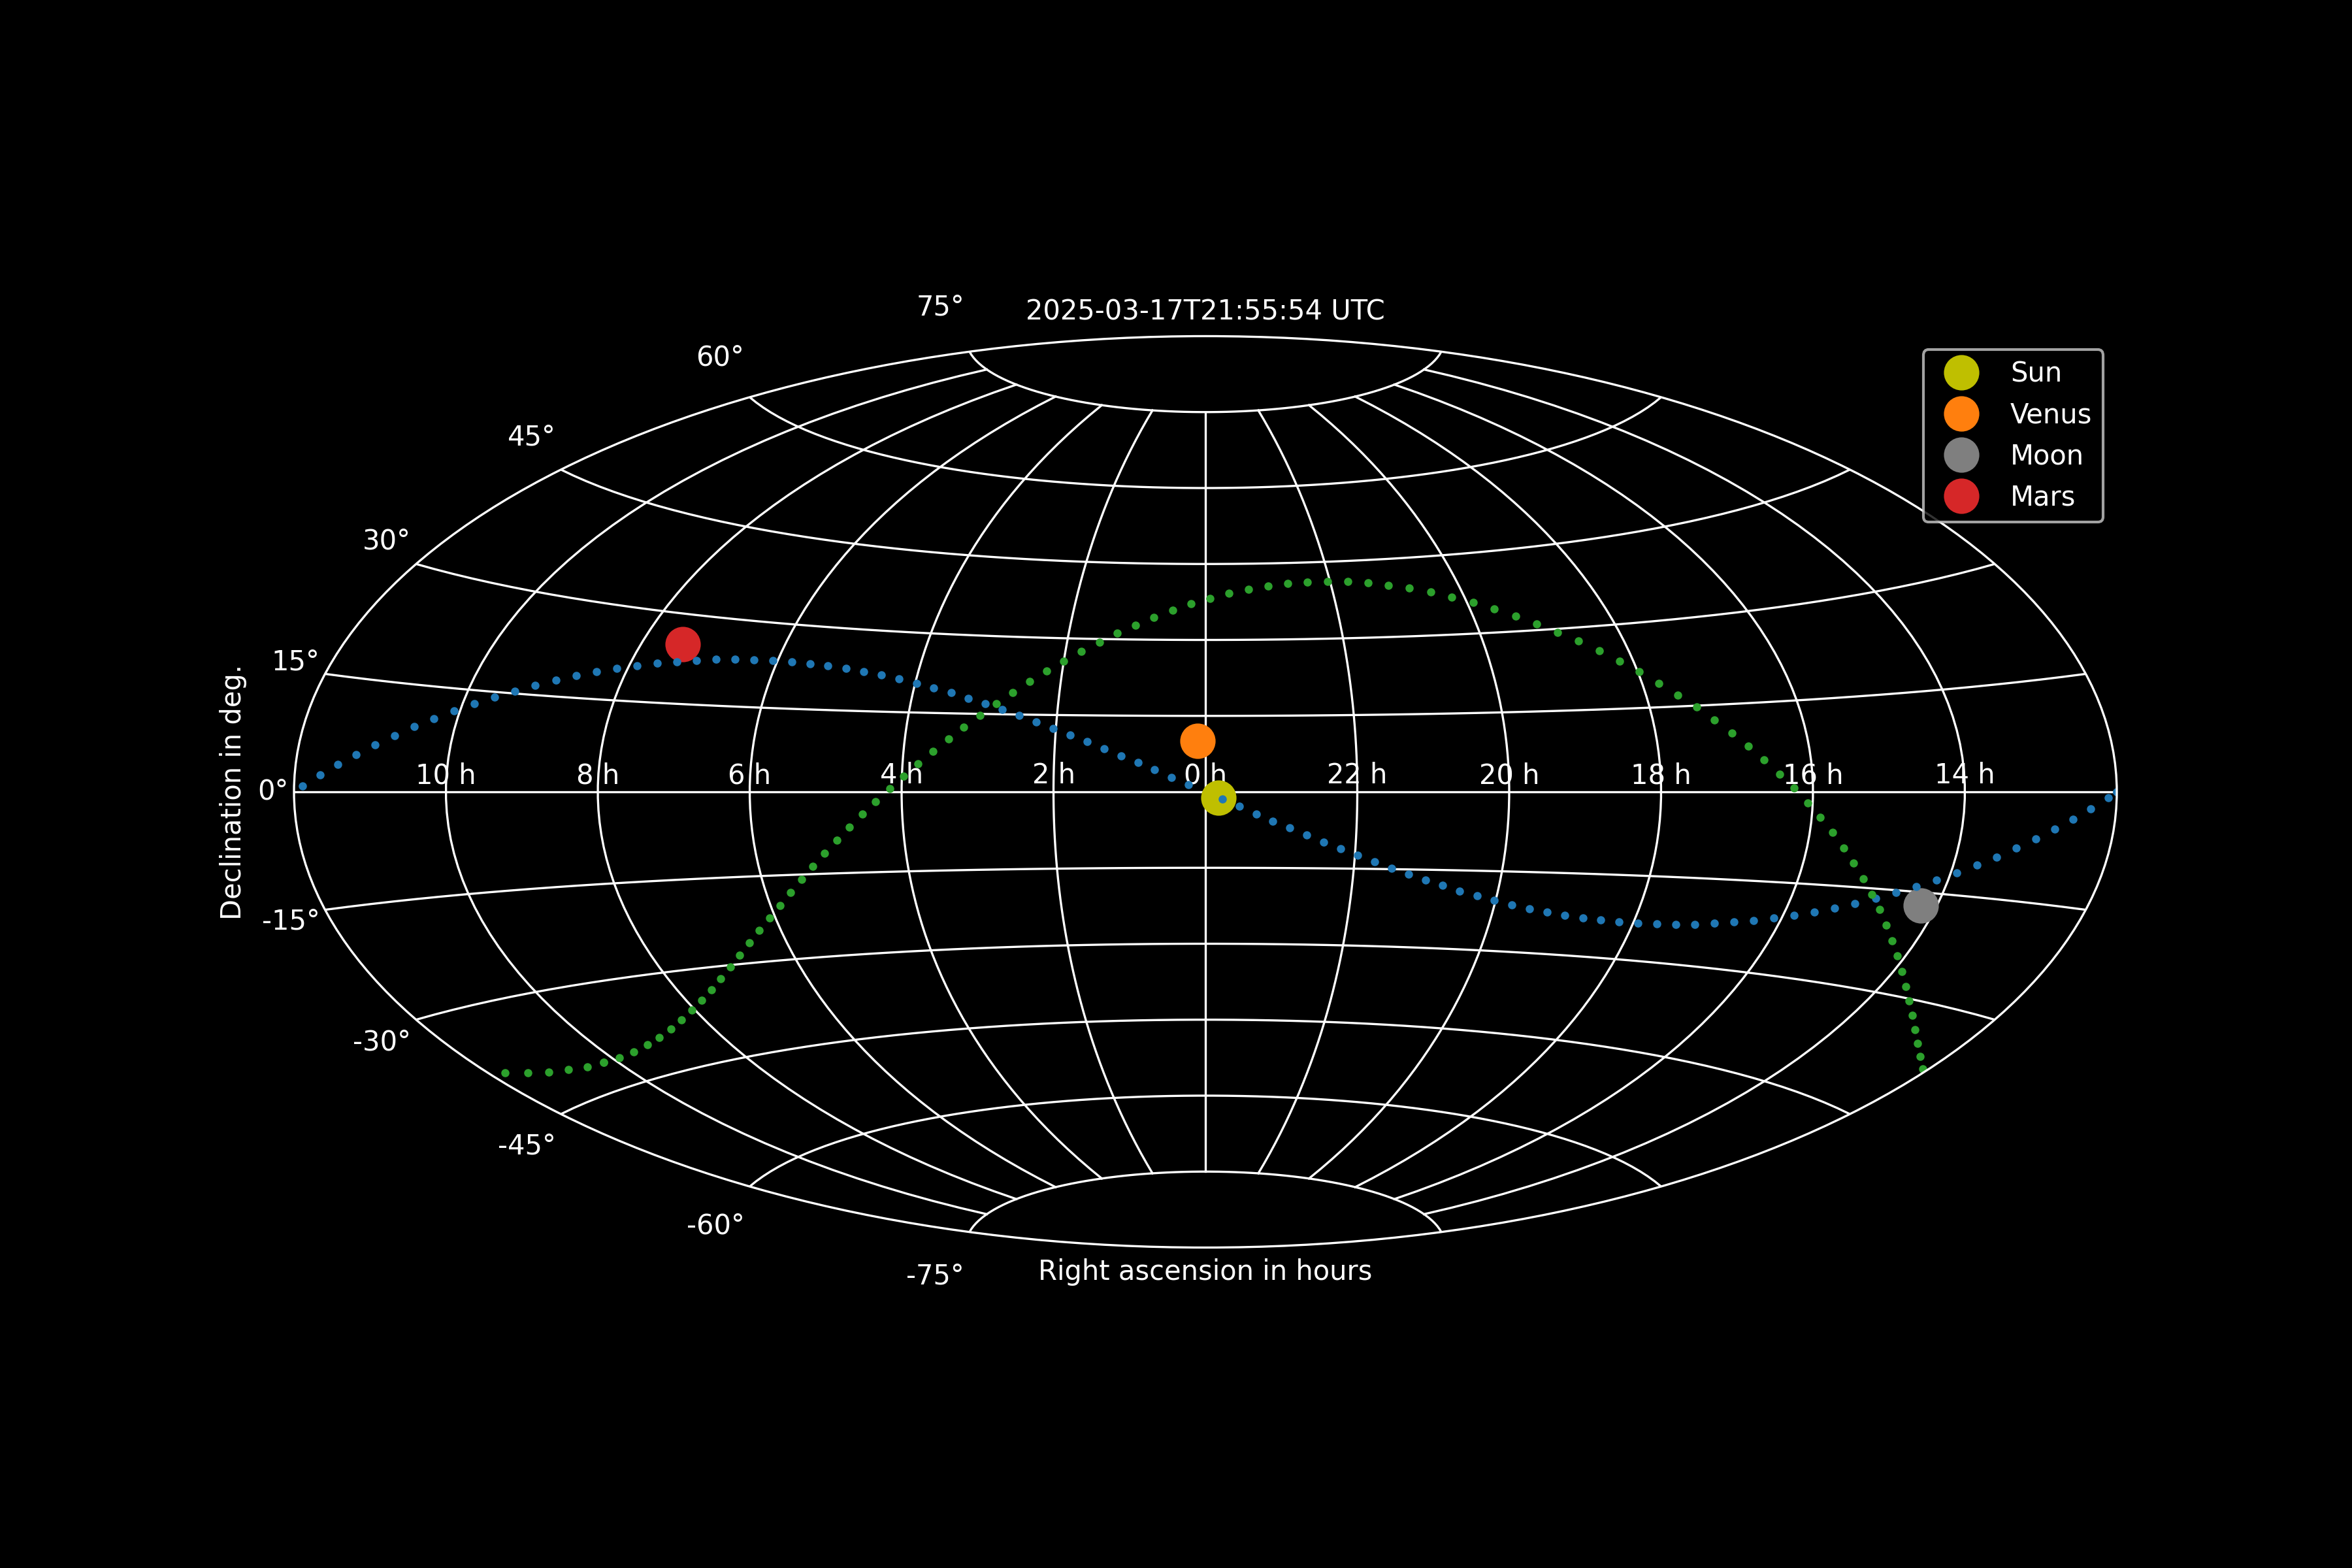 75°
2025-03-17T21:55:54 UTC
60°
Sun
Venus
45°
Moon
Mars
30°
15°
Declination in deg.
10 h
8 h
6 h
4 h
2 h
0 h
22 h
20 h
18 h
16 h
14 h
0°
-15°
-30°
-45°
-60°
-75°
Right ascension in hours